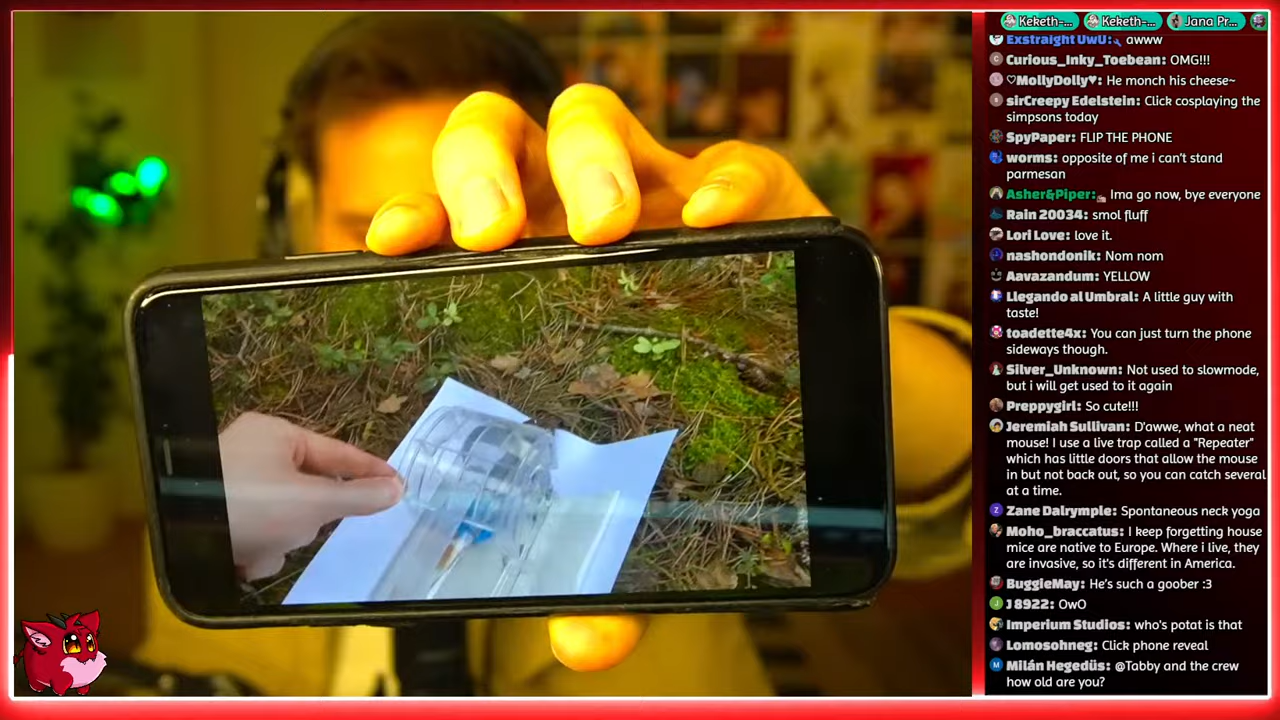 Keketh-...
Keketh-...
Jana Pr...
Exstraight UwU: awww
Curious_Inky_Toebean: OMG!!!
♡MollyDolly♥: He monch his cheese~
sirCreepy Edelstein: Click cosplaying the
simpsons today
SpyPaper: FLIP THE PHONE
worms: opposite of me i can't stand
parmesan
Asher&Piper: Ima go now, bye everyone
Rain 20034: smol fluff
Lori Love: love it.
nashondonik: Nom nom
Aavazandum: YELLOW
Llegando al Umbral: A little guy with
taste!
toadette4x: You can just turn the phone
sideways though.
Silver_Unknown: Not used to slowmode,
but i will get used to it again
Preppygirl: So cute!!!
Jeremiah Sullivan: D'awwe, what a neat
mouse! I use a live trap called a "Repeater"
which has little doors that allow the mouse
in but not back out, so you can catch several
at a time.
Zane Dalrymple: Spontaneous neck yoga
Moho_braccatus: I keep forgetting house
mice are native to Europe. Where i live, they
are invasive, so it's different in America.
BuggieMay: He's such a goober :3
J 8922: OwO
Imperium Studios: who's potat is that
Lomosohneg: Click phone reveal
Milán Hegedüs: @Tabby and the crew
how old are you?